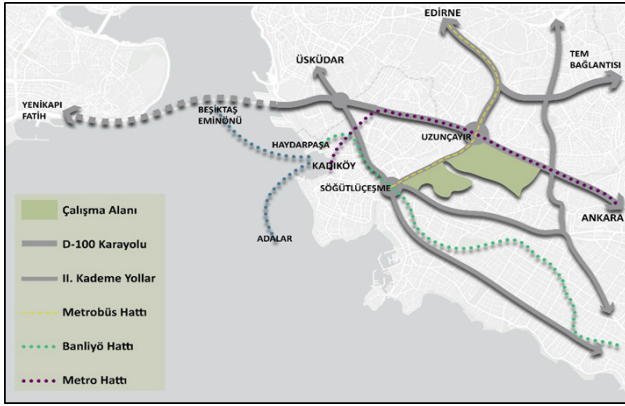 EDİRNE
ÜSKÜDAR
TEM
BAĞLANTISI
YENİKAPI
FATİH
BEŞİKTAŞ
EMİNÖNÜ
HAYDARPAŞA
UZUNÇAYIR
KADIKÖY
SÖĞÜTLÜÇEŞME
ANKARA
ADALAR
Çalışma Alanı
D-100 Karayolu
II. Kademe Yollar
Metrobüs Hattı
Banliyö Hattı
Metro Hattı